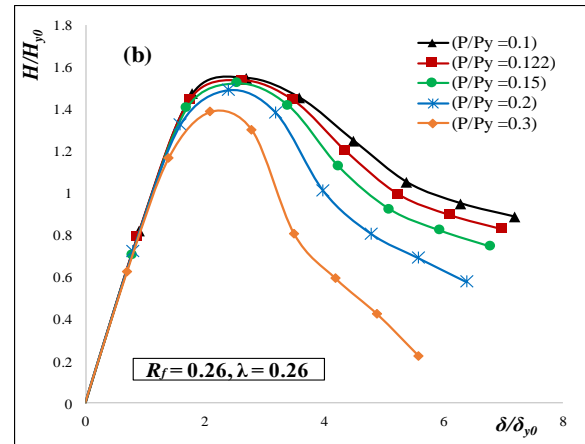 1.8
1.6
1.4
1.2
1
0.8
0.6
0.4
0.2
0
H/Hy0
(b)
(P/Py =0.1)
(P/Py =0.122)
(P/Py =0.15)
(P/Py =0.2)
(P/Py =0.3)
Rf = 0.26, λ = 0.26
0 2 4 6 8
δ/δy0